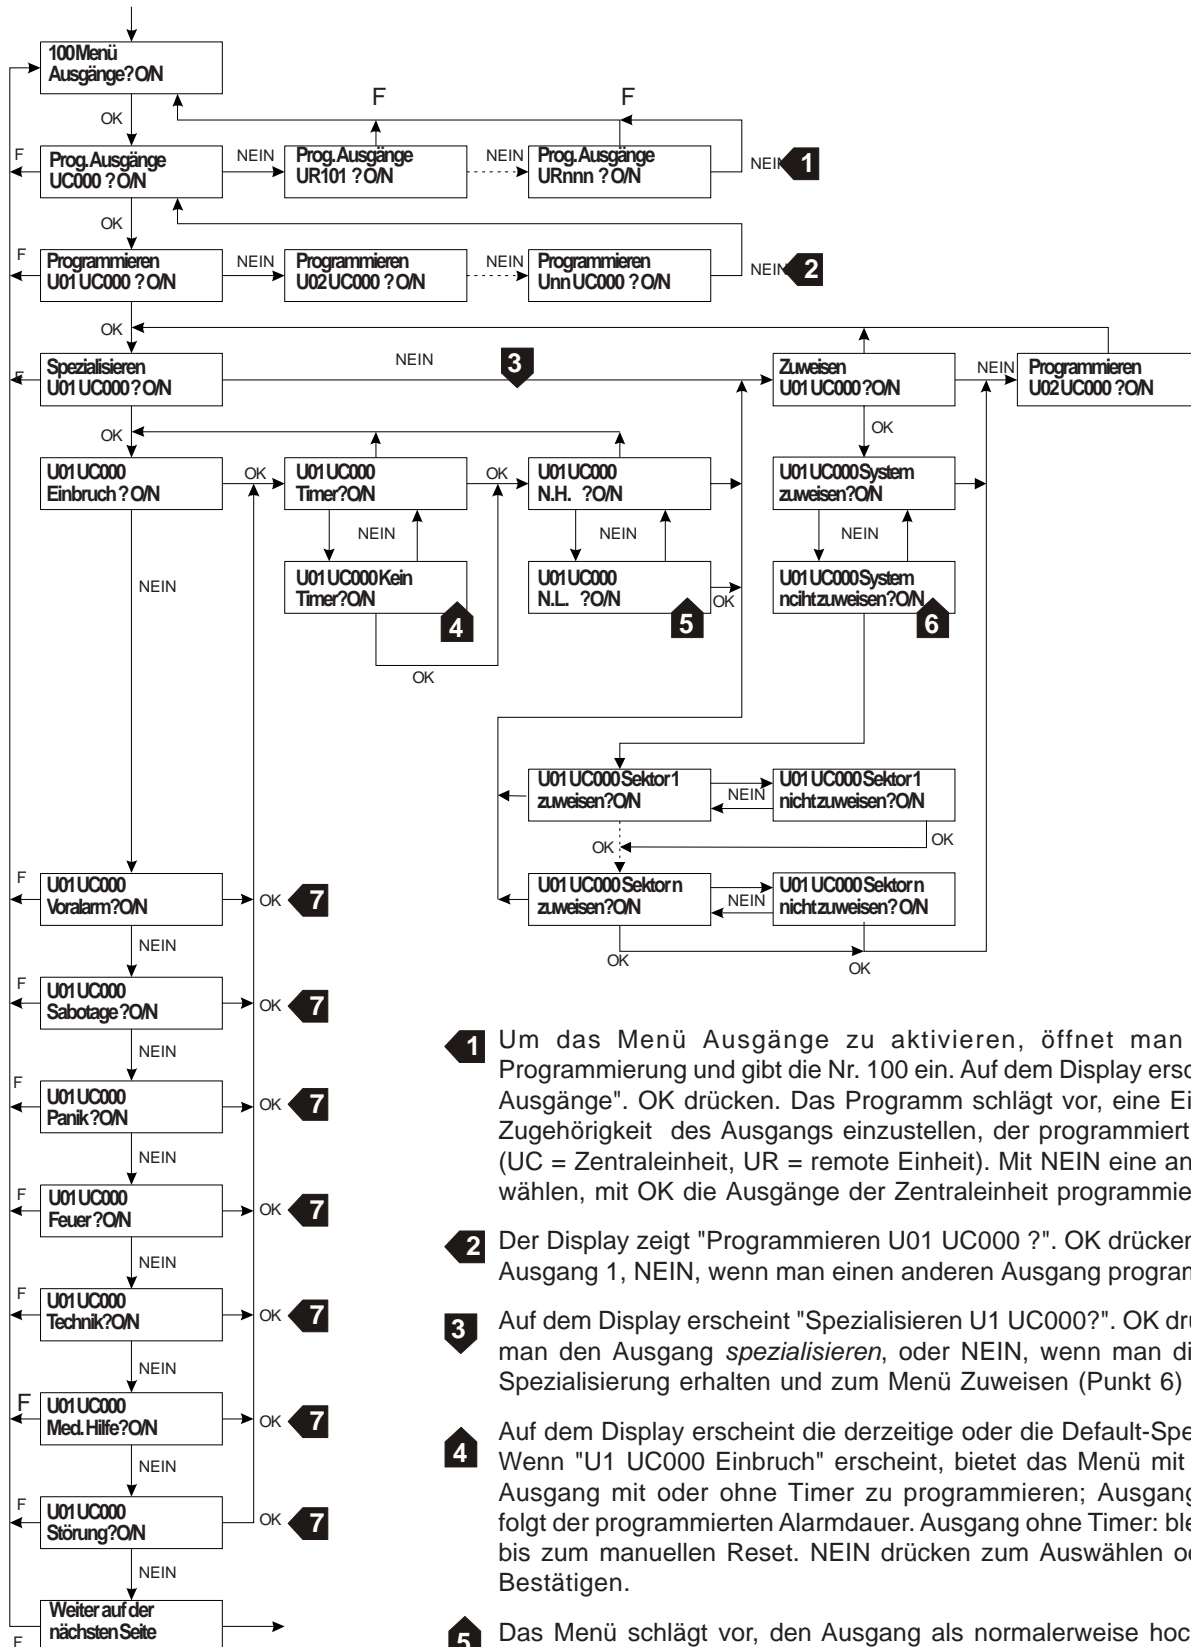 100 Menü
Ausgänge? O/N
OK
F
F
F
Prog. Ausgänge
UC000 ? O/N
NEIN
Prog. Ausgänge
UR101 ? O/N
NEIN
Prog. Ausgänge
URnnn ? O/N
NEIN
1
OK
F
Programmieren
U01 UC000 ? O/N
NEIN
Programmieren
U02 UC000 ? O/N
NEIN
Programmieren
Unn UC000 ? O/N
NEIN
2
OK
F
Spezialisieren
U01 UC000 ? O/N
NEIN
3
Zuweisen
U01 UC000 ?O/N
NEIN
Programmieren
U02 UC000 ?O/N
OK
OK
U01 UC000
Einbruch ? O/N
OK
U01 UC000
Timer? O/N
OK
U01 UC000
N.H. ?O/N
U01 UC000 System
zuweisen? O/N
NEIN
NEIN
NEIN
NEIN
U01 UC000 Kein
Timer? O/N
4
U01 UC000
N.L. ?O/N
5
OK
U01 UC000 System
nciht zuweisen? O/N
6
OK
U01 UC000 Sektor 1
zuweisen? O/N
NEIN
U01 UC000 Sektor 1
nicht zuweisen? O/N
OK
OK
U01 UC000 Sektor n
zuweisen? O/N
NEIN
U01 UC000 Sektor n
nicht zuweisen? O/N
OK
OK
F
U01 UC000
Voralarm? O/N
OK
7
NEIN
F
U01 UC000
Sabotage ? O/N
OK
7
NEIN
F
U01 UC000
Panik ? O/N
OK
7
NEIN
F
U01 UC000
Feuer ? O/N
OK
7
NEIN
F
U01 UC000
Technik? O/N
OK
7
NEIN
F
U01 UC000
Med. Hilfe? O/N
OK
7
NEIN
F
U01 UC000
Störung? O/N
OK
7
NEIN
Weiter auf der
nächsten Seite
F
1 Um das Menü Ausgänge zu aktivieren, öffnet man
Programmierung und gibt die Nr. 100 ein. Auf dem Display ersc
Ausgänge". OK drücken. Das Programm schlägt vor, eine Ei
Zugehörigkeit des Ausgangs einzustellen, der programmiert
(UC = Zentraleinheit, UR = remote Einheit). Mit NEIN eine an
wählen, mit OK die Ausgänge der Zentraleinheit programmie
2 Der Display zeigt "Programmieren U01 UC000 ?". OK drücken
Ausgang 1, NEIN, wenn man einen anderen Ausgang program
3 Auf dem Display erscheint "Spezialisieren U1 UC000?". OK drü
man den Ausgang spezialisieren, oder NEIN, wenn man di
Spezialisierung erhalten und zum Menü Zuweisen (Punkt 6)
4 Auf dem Display erscheint die derzeitige oder die Default-Spe
Wenn "U1 UC000 Einbruch" erscheint, bietet das Menü mit
Ausgang mit oder ohne Timer zu programmieren; Ausgang
folgt der programmierten Alarmdauer. Ausgang ohne Timer: ble
bis zum manuellen Reset. NEIN drücken zum Auswählen o
Bestätigen.
5 Das Menü schlägt vor, den Ausgang als normalerweise hoc